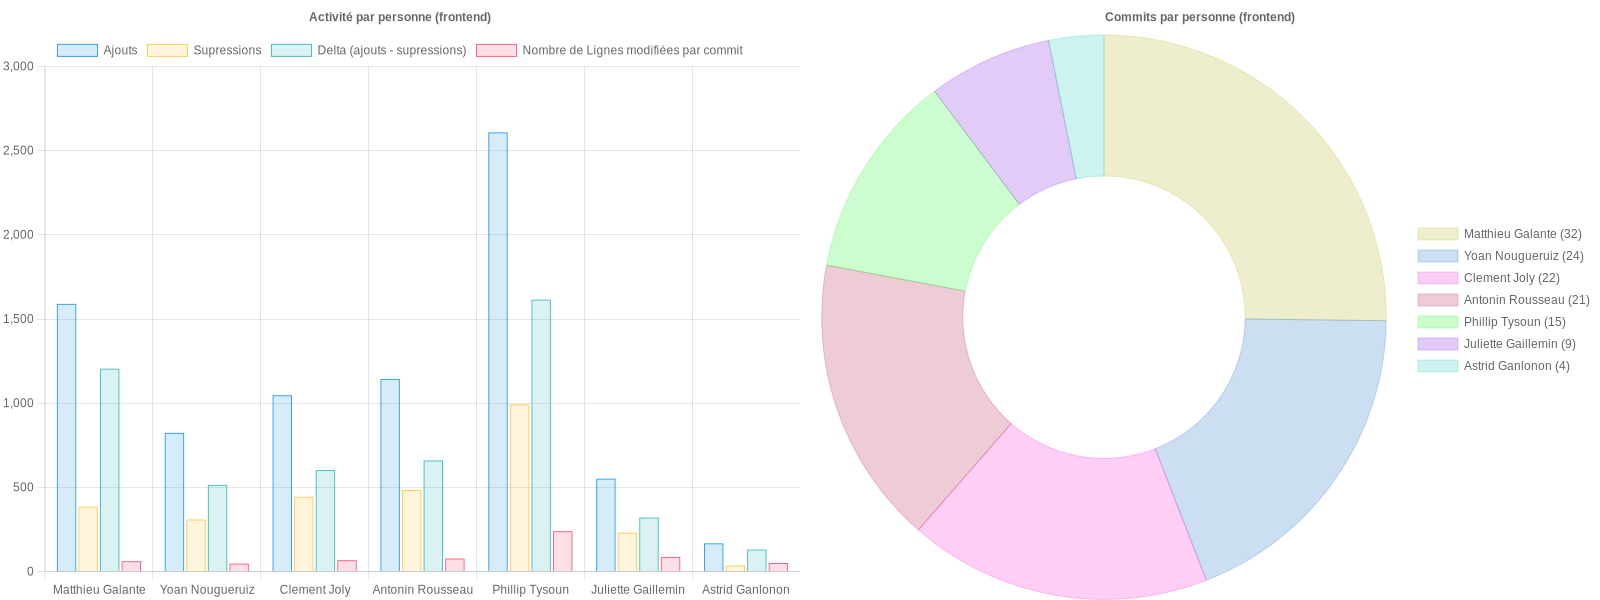 Activité par personne (frontend)
Ajouts Supressions Delta (ajouts - supressions) Nombre de Lignes modifiées par commit
3,000
2,500
2,000
1,500
1,000
500
0
Matthieu Galante Yoan Nougueruiz Clement Joly Antonin Rousseau Phillip Tysoun Juliette Gaillemin Astrid Ganlonon
Commits par personne (frontend)
Matthieu Galante (32)
Yoan Nougueruiz (24)
Clement Joly (22)
Antonin Rousseau (21)
Phillip Tysoun (15)
Juliette Gaillemin (9)
Astrid Ganlonon (4)